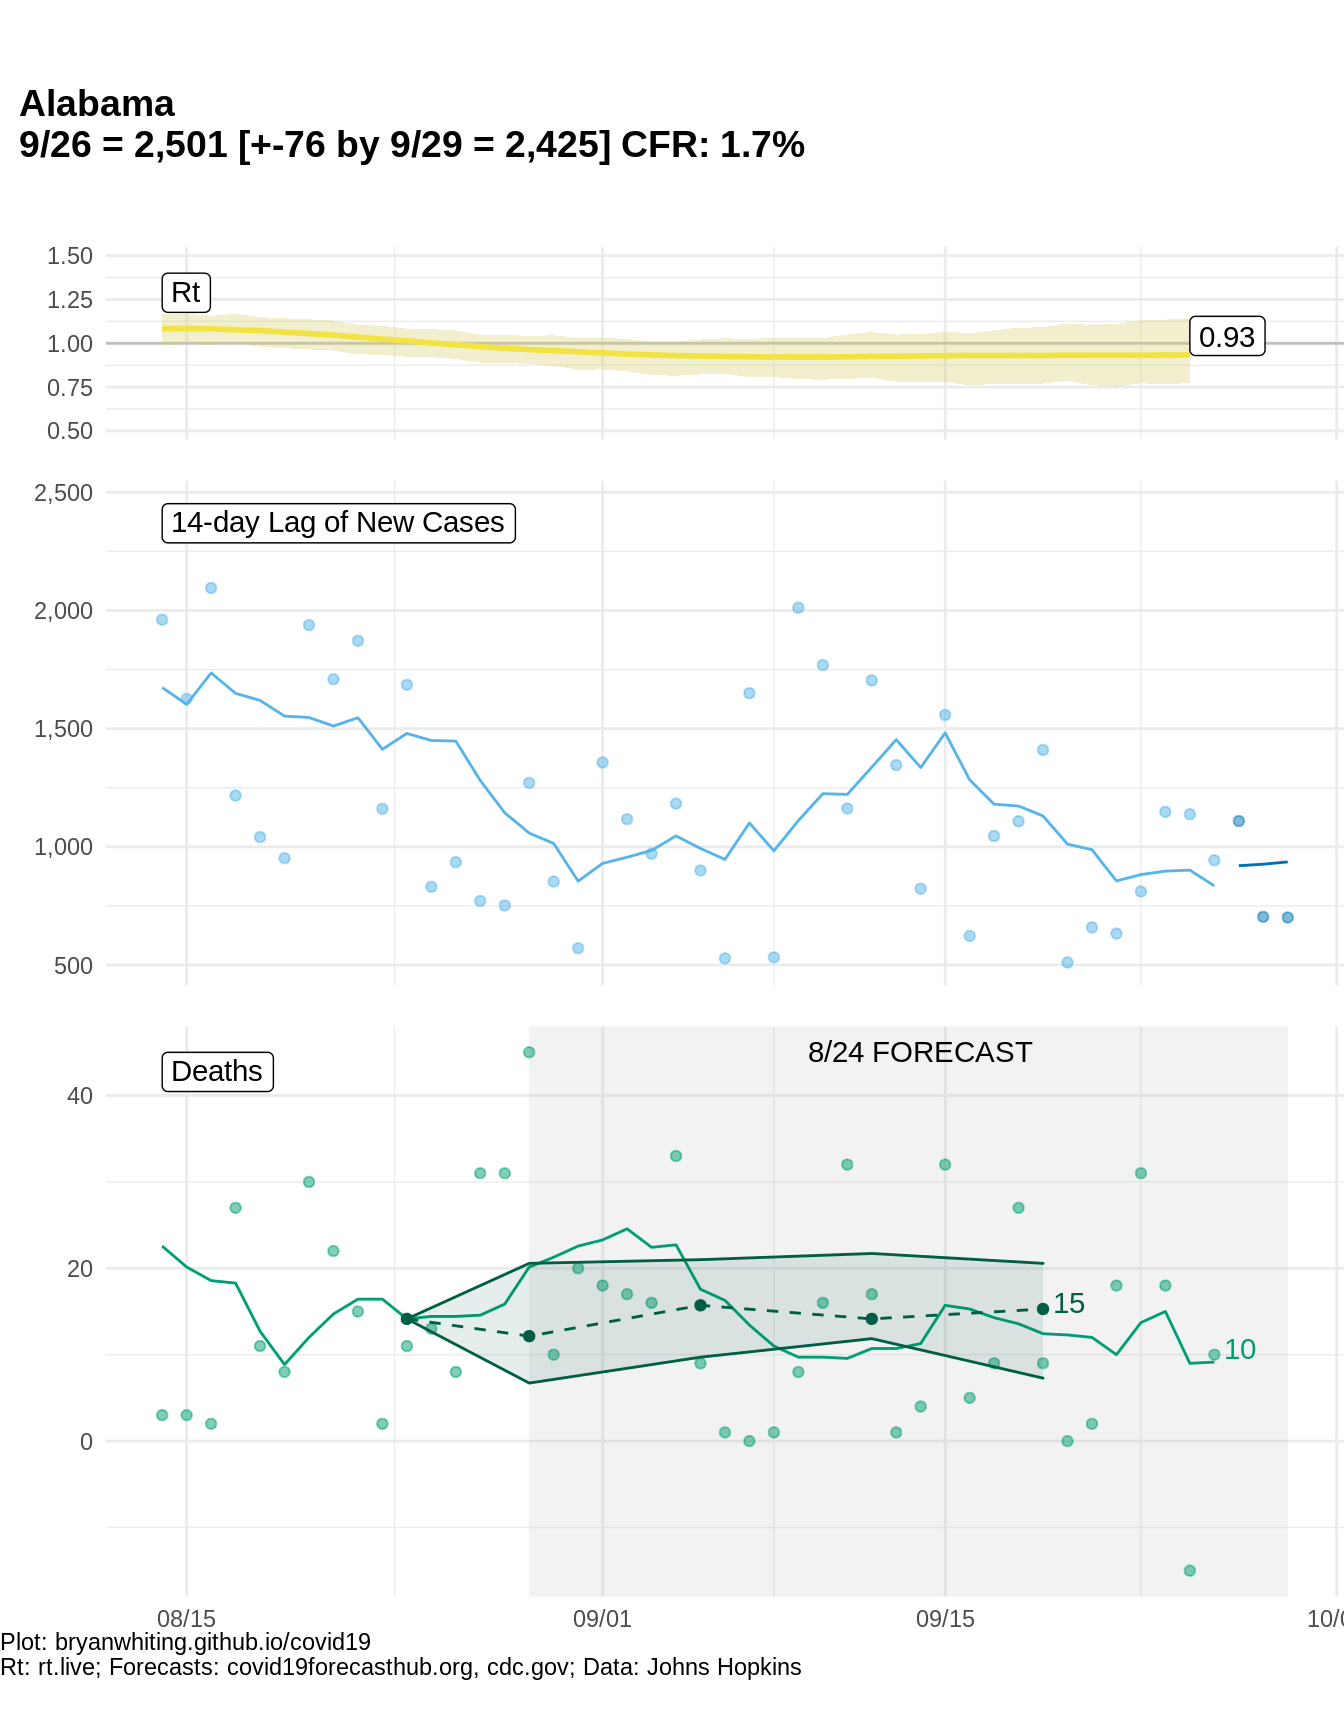 Alabama
9/26 = 2,501 [+-76 by 9/29 = 2,425] CFR: 1.7%
1.50
Rt
1.25
1.00
0.93
0.75
0.50
2,500
14-day Lag of New Cases
2,000
1,500
1,000
500
8/24 FORECAST
Deaths
40
20
15
10
0
08/15
09/01
09/15
Plot: bryanwhiting.github.io/covid19
Rt: rt.live; Forecasts: covid19forecasthub.org, cdc.gov; Data: Johns Hopkins